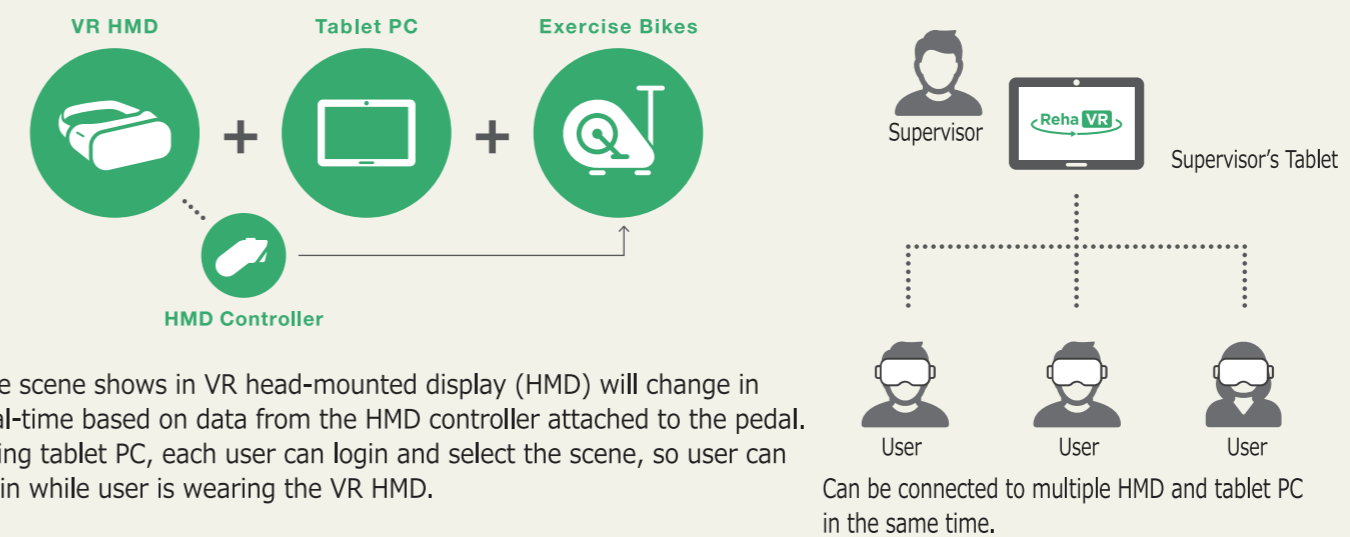 VR HMD
Tablet PC
Exercise Bikes
HMD Controller
e scene shows in VR head-mounted display (HMD) will change in
al-time based on data from the HMD controller attached to the pedal.
ing tablet PC, each user can login and select the scene, so user can
in while user is wearing the VR HMD.
Supervisor
Reha VR
Supervisor's Tablet
User
User
User
Can be connected to multiple HMD and tablet PC
in the same time.